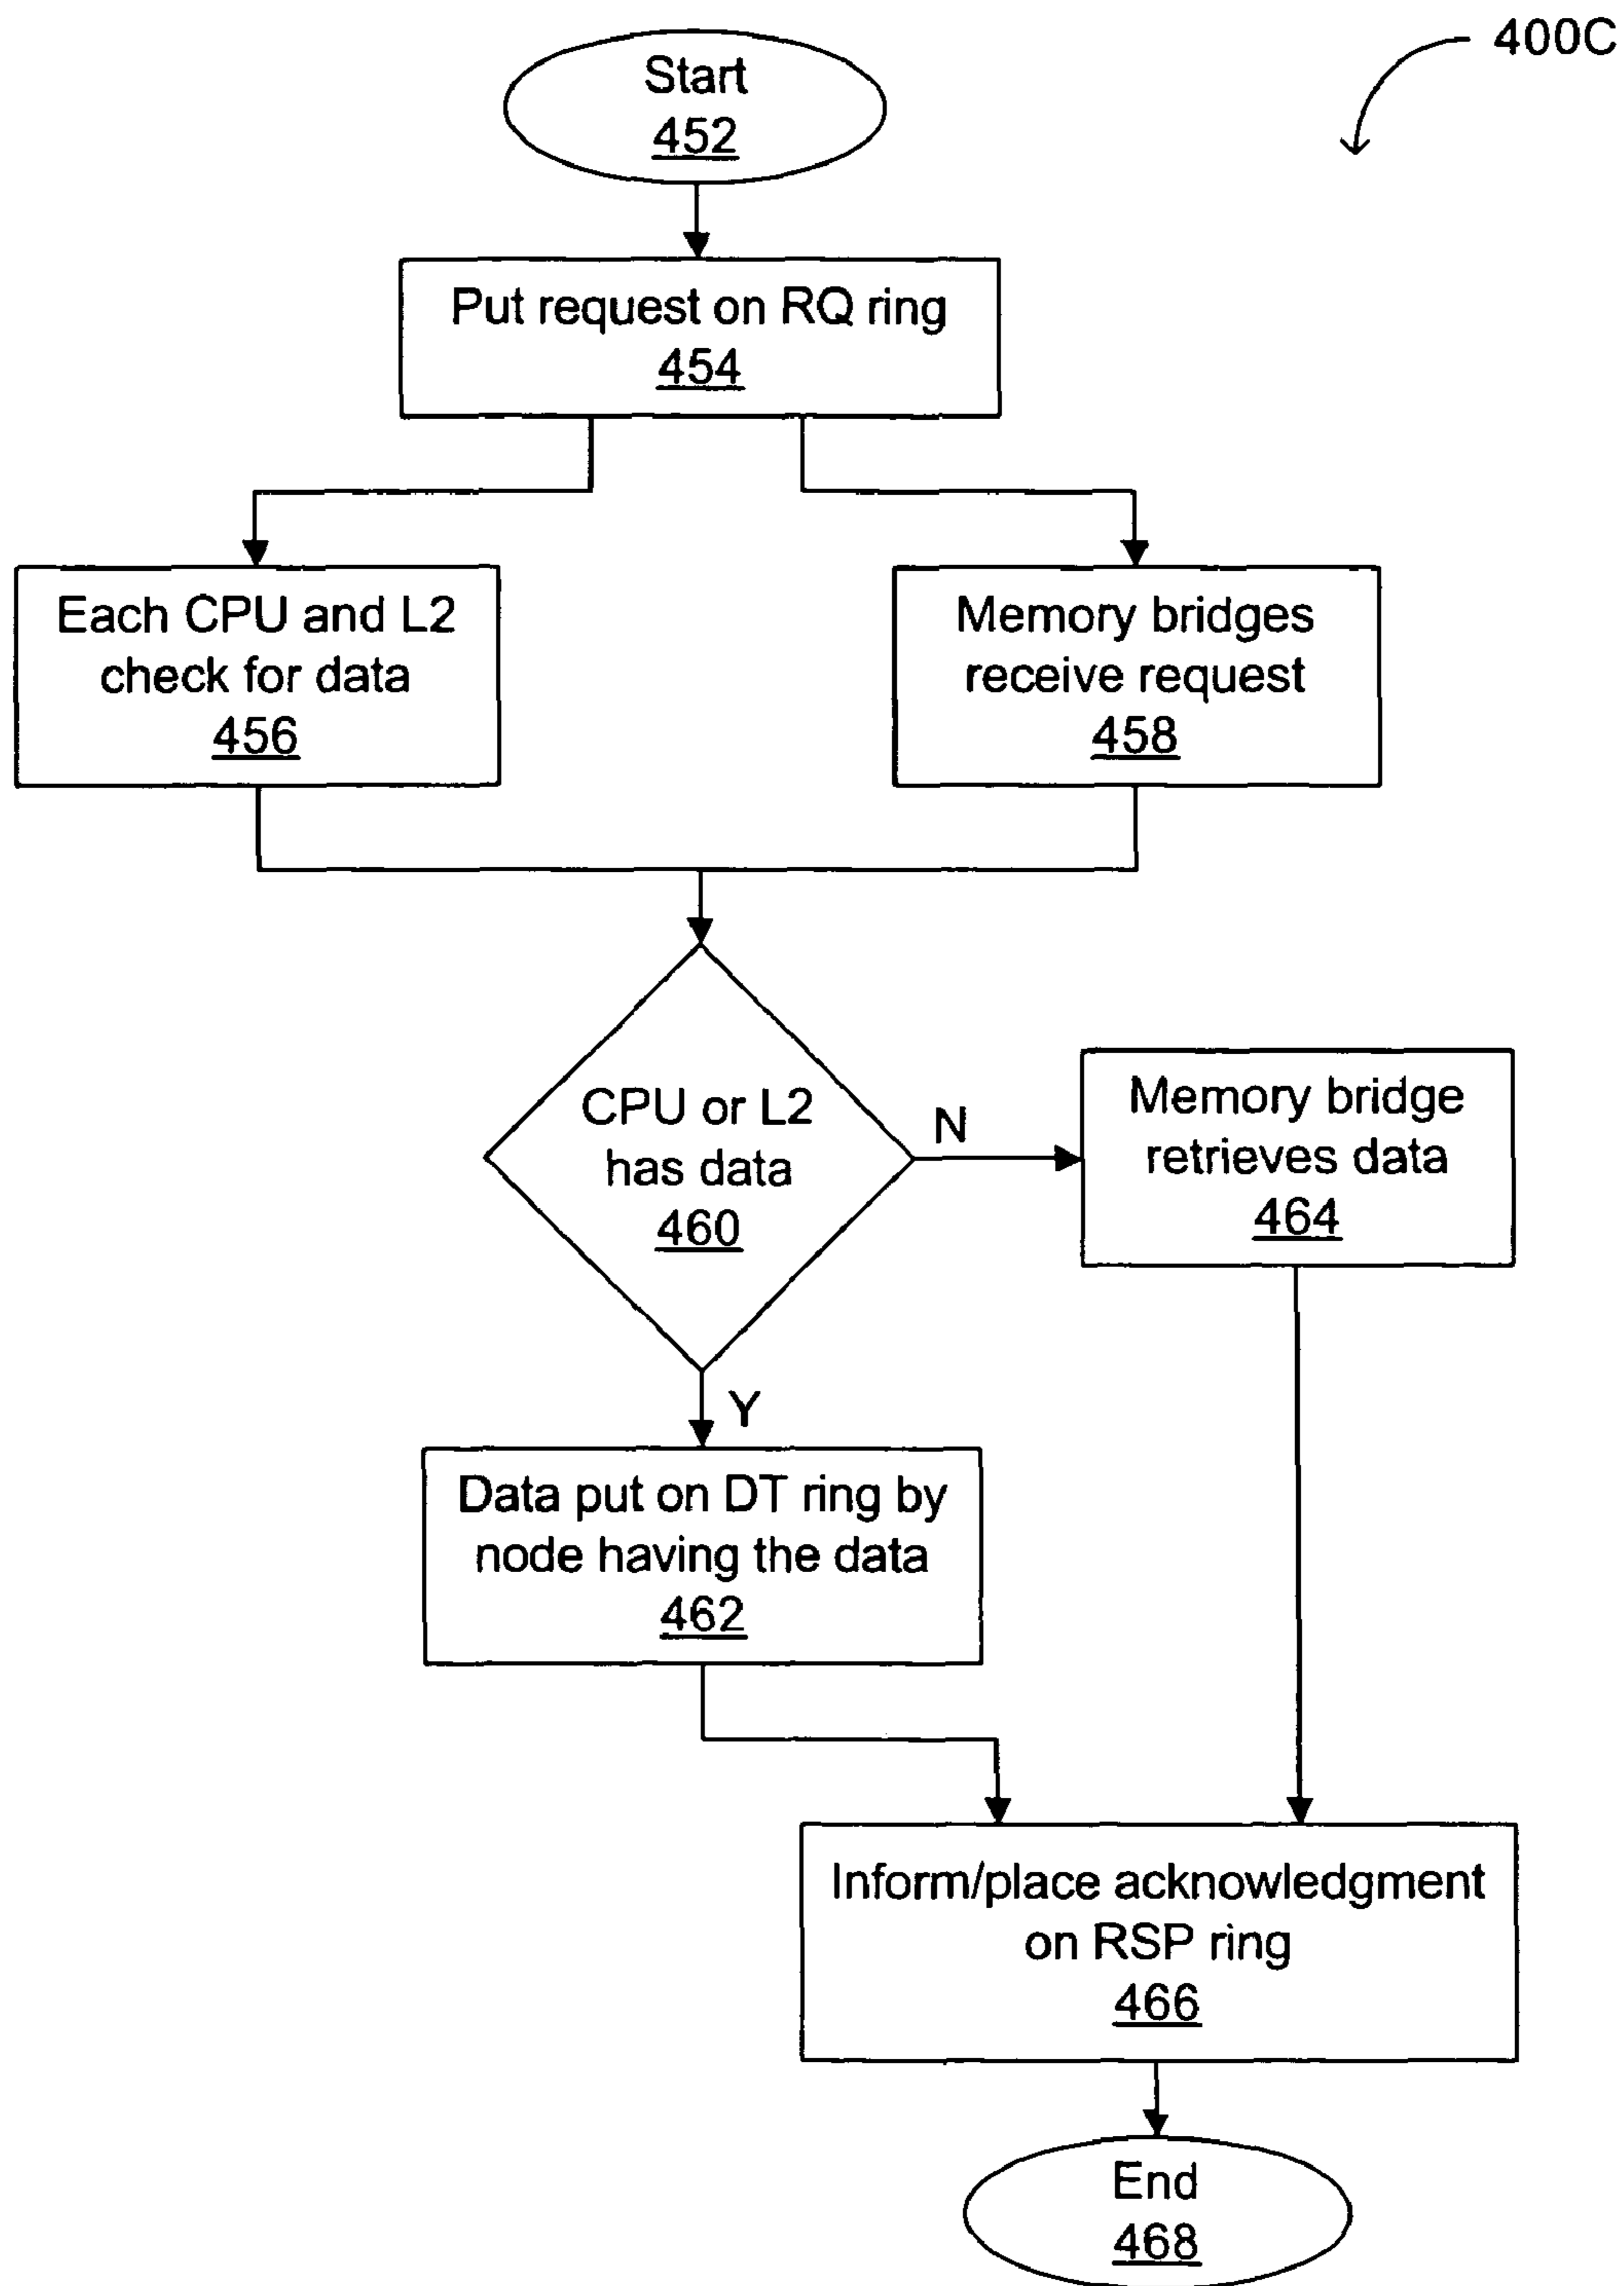 400C
Start
452
Put request on RQ ring
454
Each CPU and L2
check for data
456
Memory bridges
receive request
458
CPU or L2
has data
460
N
Memory bridge
retrieves data
464
Y
Data put on DT ring by
node having the data
462
Inform/place acknowledgment
on RSP ring
466
End
468